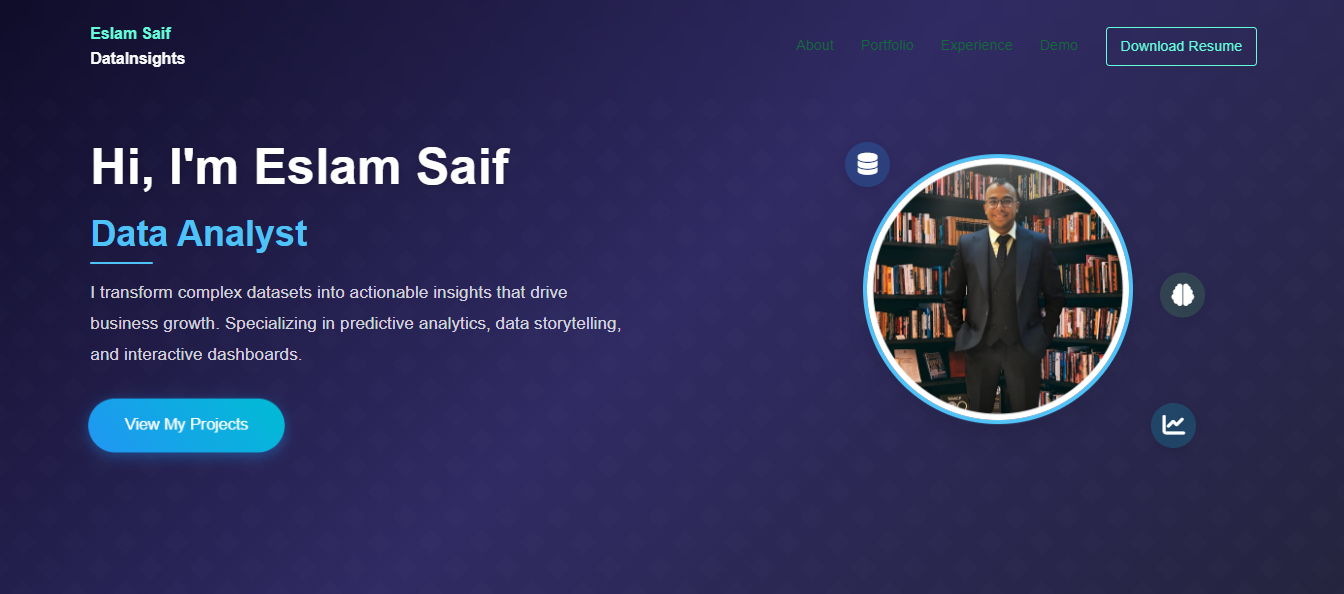 Eslam Saif
DataInsights
About Portfolio Experience Demo Download Resume
Hi, I'm Eslam Saif
Data Analyst
I transform complex datasets into actionable insights that drive
business growth. Specializing in predictive analytics, data storytelling,
and interactive dashboards.
View My Projects